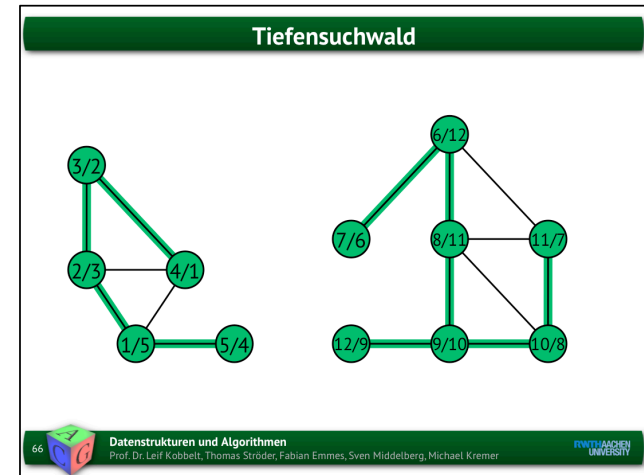 Tiefensuchwald
6/12
3/2
7/6
8/11
11/7
2/3
4/1
1/5
5/4
12/9
9/10
10/8
66
A
C
G
Datenstrukturen und Algorithmen
Prof. Dr. Leif Kobbelt, Thomas Ströder, Fabian Emmes, Sven Middelberg, Michael Kremer
RWTHAACHEN
UNIVERSITY